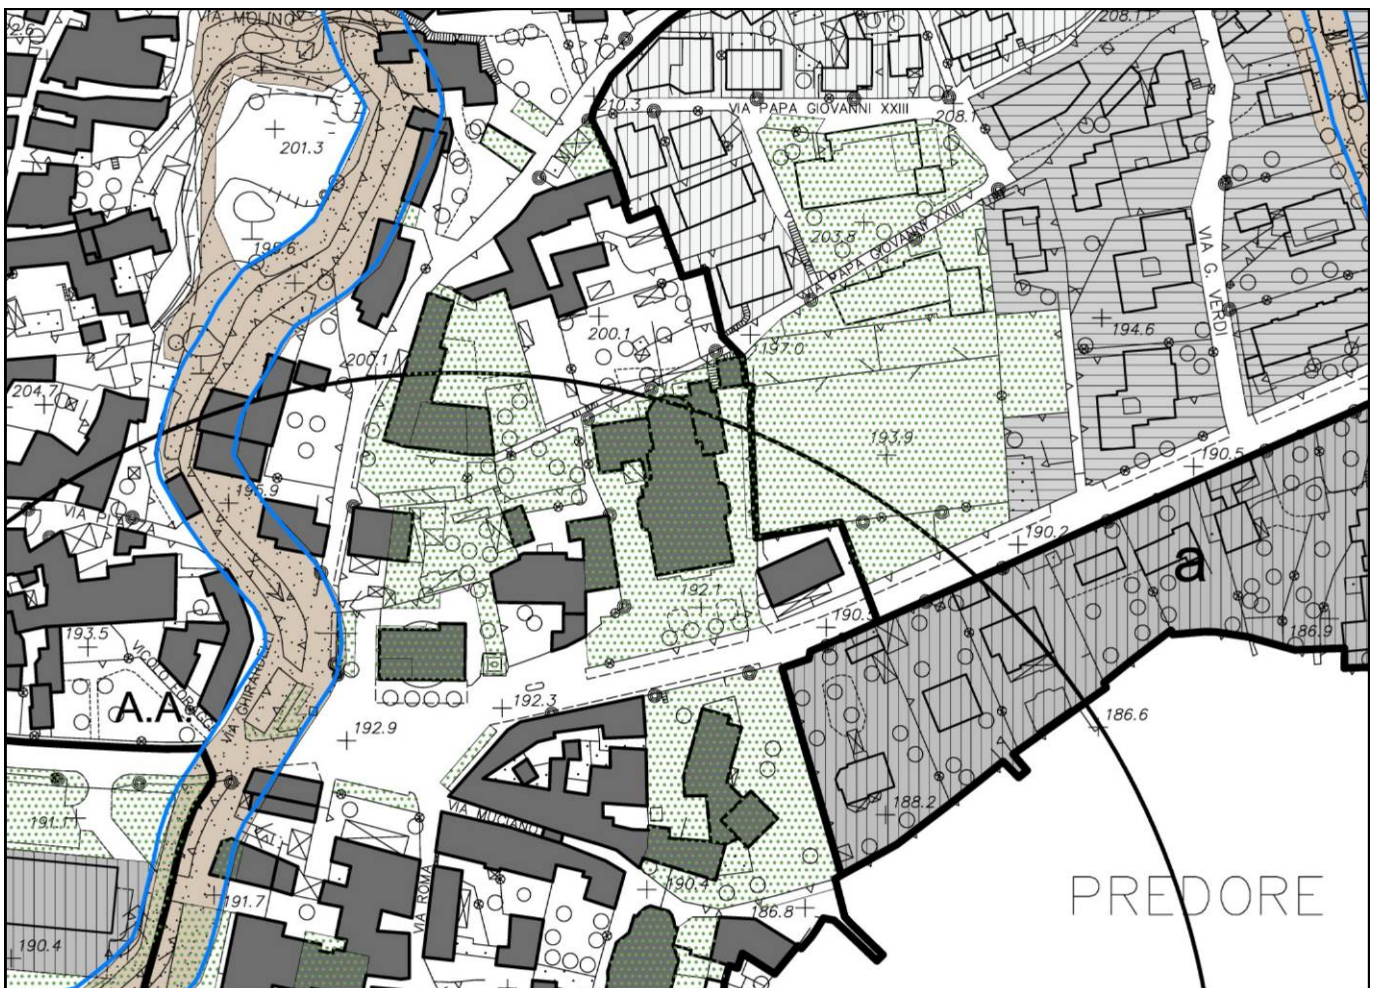 VIA MOLINO
208.1
201.3
210.3
VIA PAPA GIOVANNI XXIII
208.1
203.8
VIA PAPA GIOVANNI XXIII
VIA G. VERDI
200.1
194.6
200.1
197.0
204.7
193.9
190.5
190.2
a
192.1
186.9
193.5
A.A.
VIA GHIRARDELLI
192.3
192.9
186.6
188.2
VIA MUCIANO
VIA ROMA
190.4
PREDORE
191.7
186.8
190.4